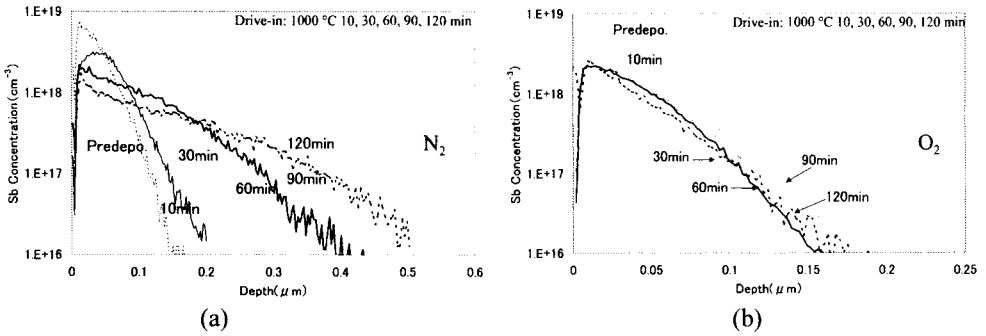 Drive-in: 1000 °C 10, 30, 60, 90, 120 min
1.E+19
1.E+18
1.E+17
1.E+16
Sb Concentration(cm⁻³)
Predepo.
10min
30min
60min
90min
120min
N₂
0
0.1
0.2
0.3
0.4
0.5
0.6
Depth(μm)
(a)
Drive-in: 1000 °C 10, 30, 60, 90, 120 min
1.E+19
1.E+18
1.E+17
1.E+16
Sb Concentration(cm⁻³)
Predepo.
10min
30min
60min
90min
120min
O₂
0
0.05
0.1
0.15
0.2
0.25
Depth(μm)
(b)